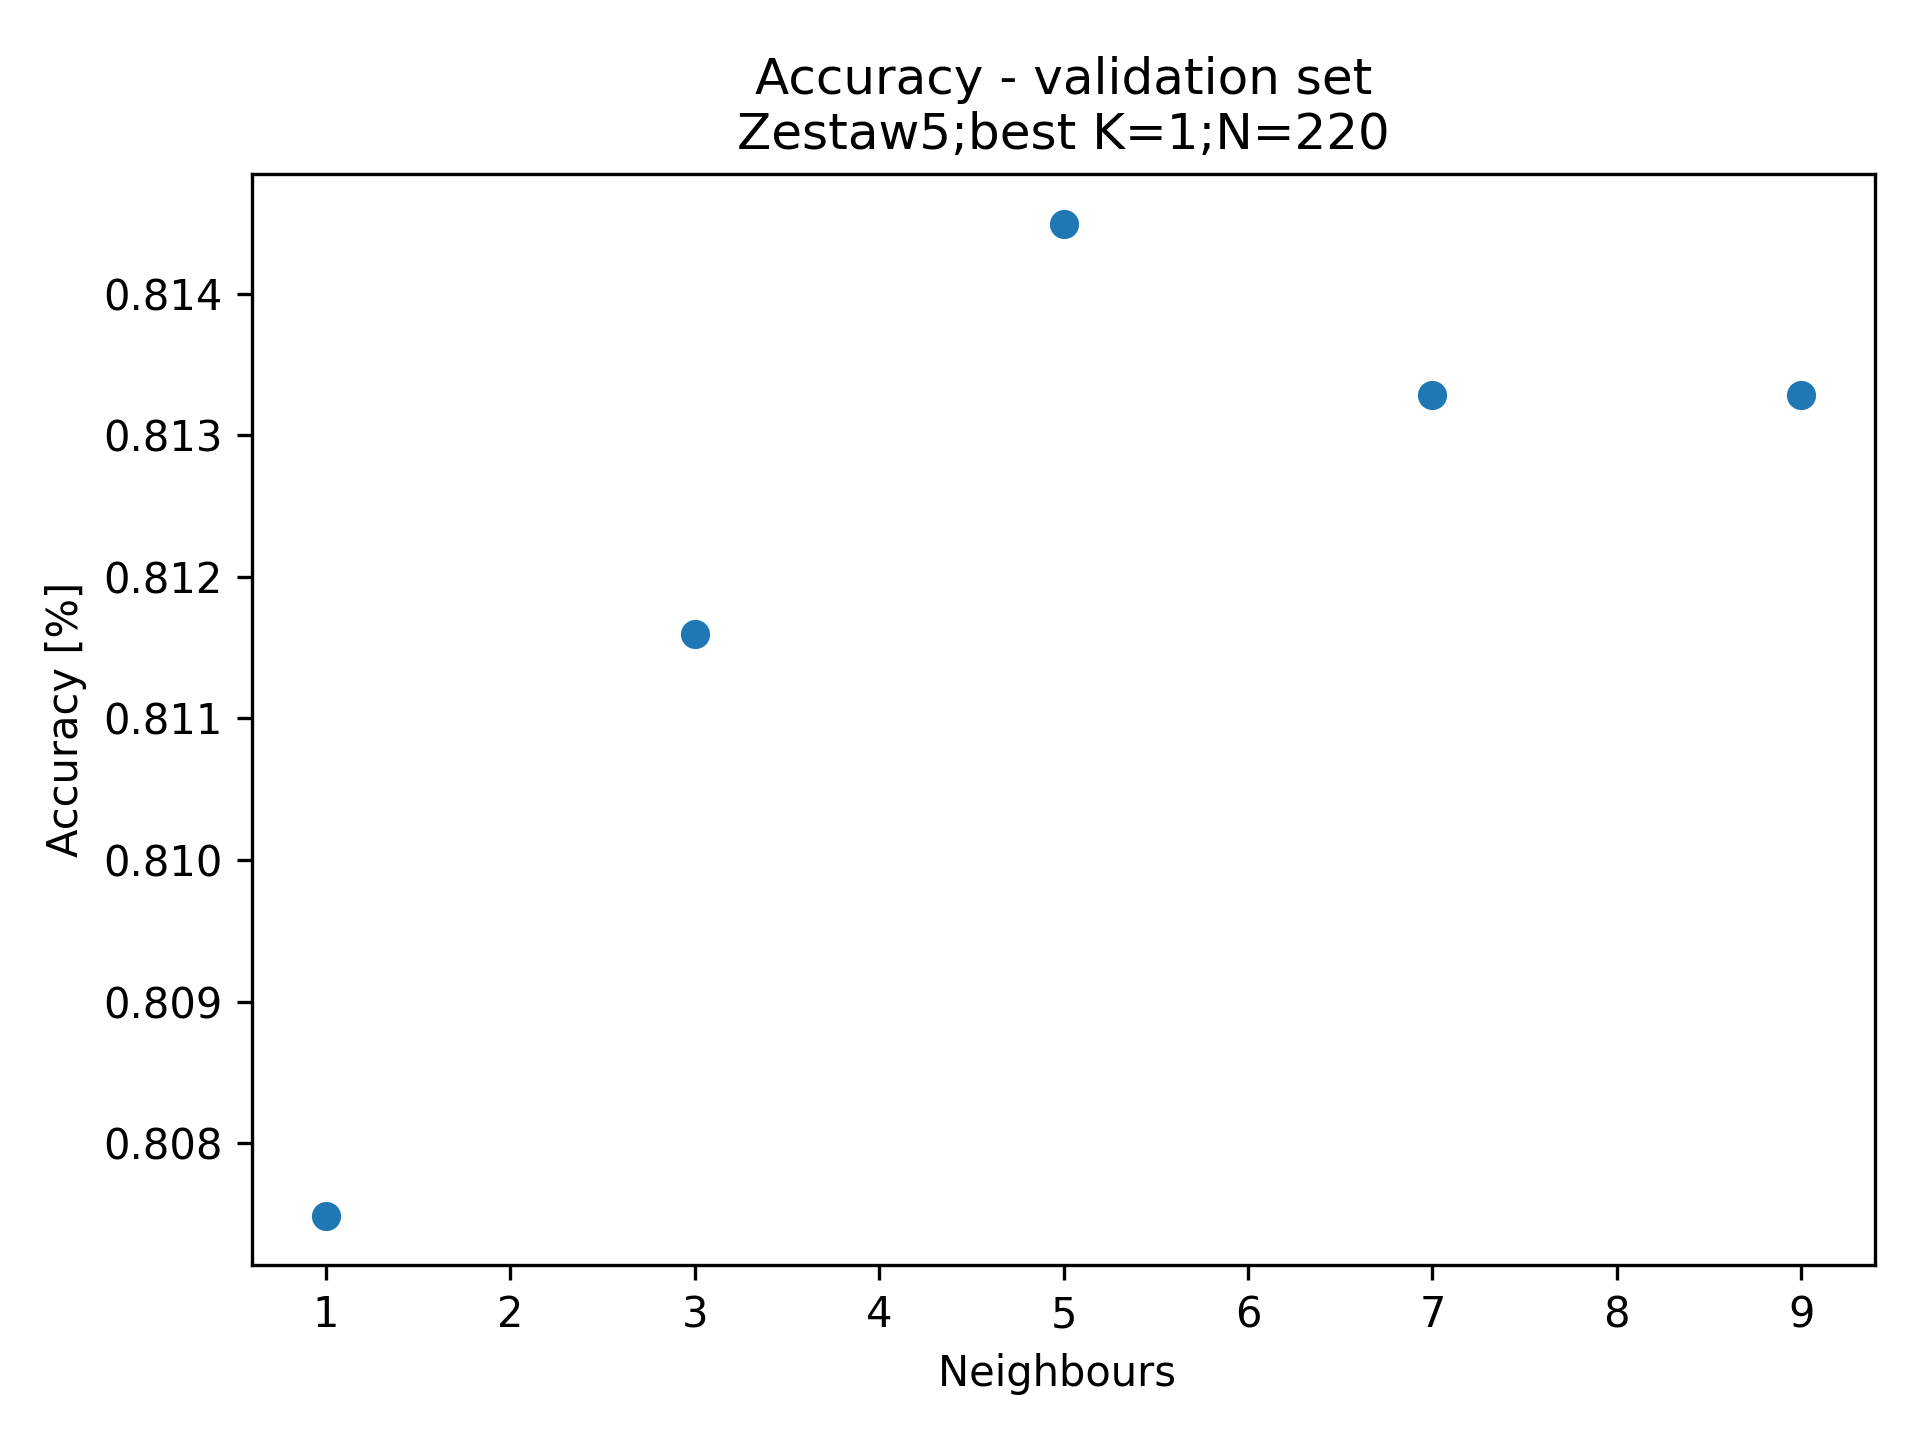 Accuracy - validation set
Zestaw5;best K=1;N=220
Accuracy [%]
0.814
0.813
0.812
0.811
0.810
0.809
0.808
1 2 3 4 5 6 7 8 9
Neighbours